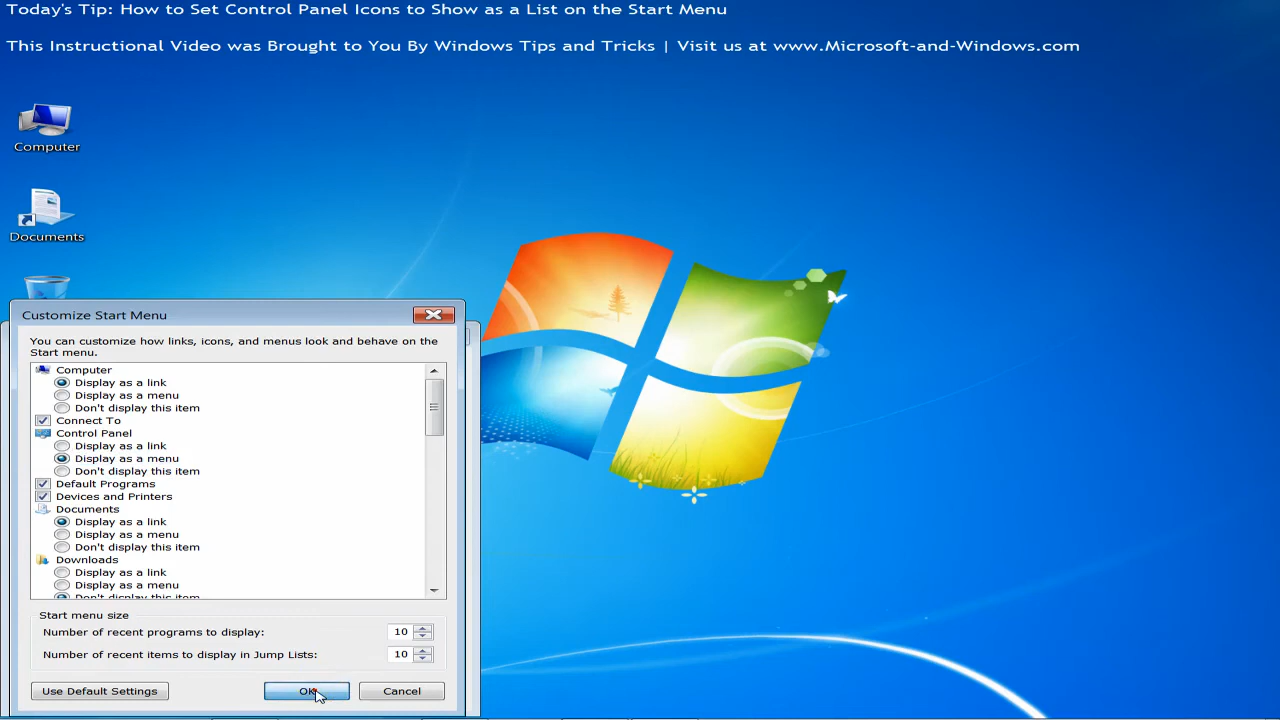 Today's Tip: How to Set Control Panel Icons to Show as a List on the Start Menu
This Instructional Video was Brought to You By Windows Tips and Tricks | Visit us at www.Microsoft-and-Windows.com
Computer
Documents
Customize Start Menu
You can customize how links, icons, and menus look and behave on the
Start menu.
Computer
Display as a link
Display as a menu
Don't display this item
Connect To
Control Panel
Display as a link
Display as a menu
Don't display this item
Default Programs
Devices and Printers
Documents
Display as a link
Display as a menu
Don't display this item
Downloads
Display as a link
Display as a menu
Don't display this item
Start menu size
Number of recent programs to display: 10
Number of recent items to display in Jump Lists: 10
Use Default Settings OK Cancel